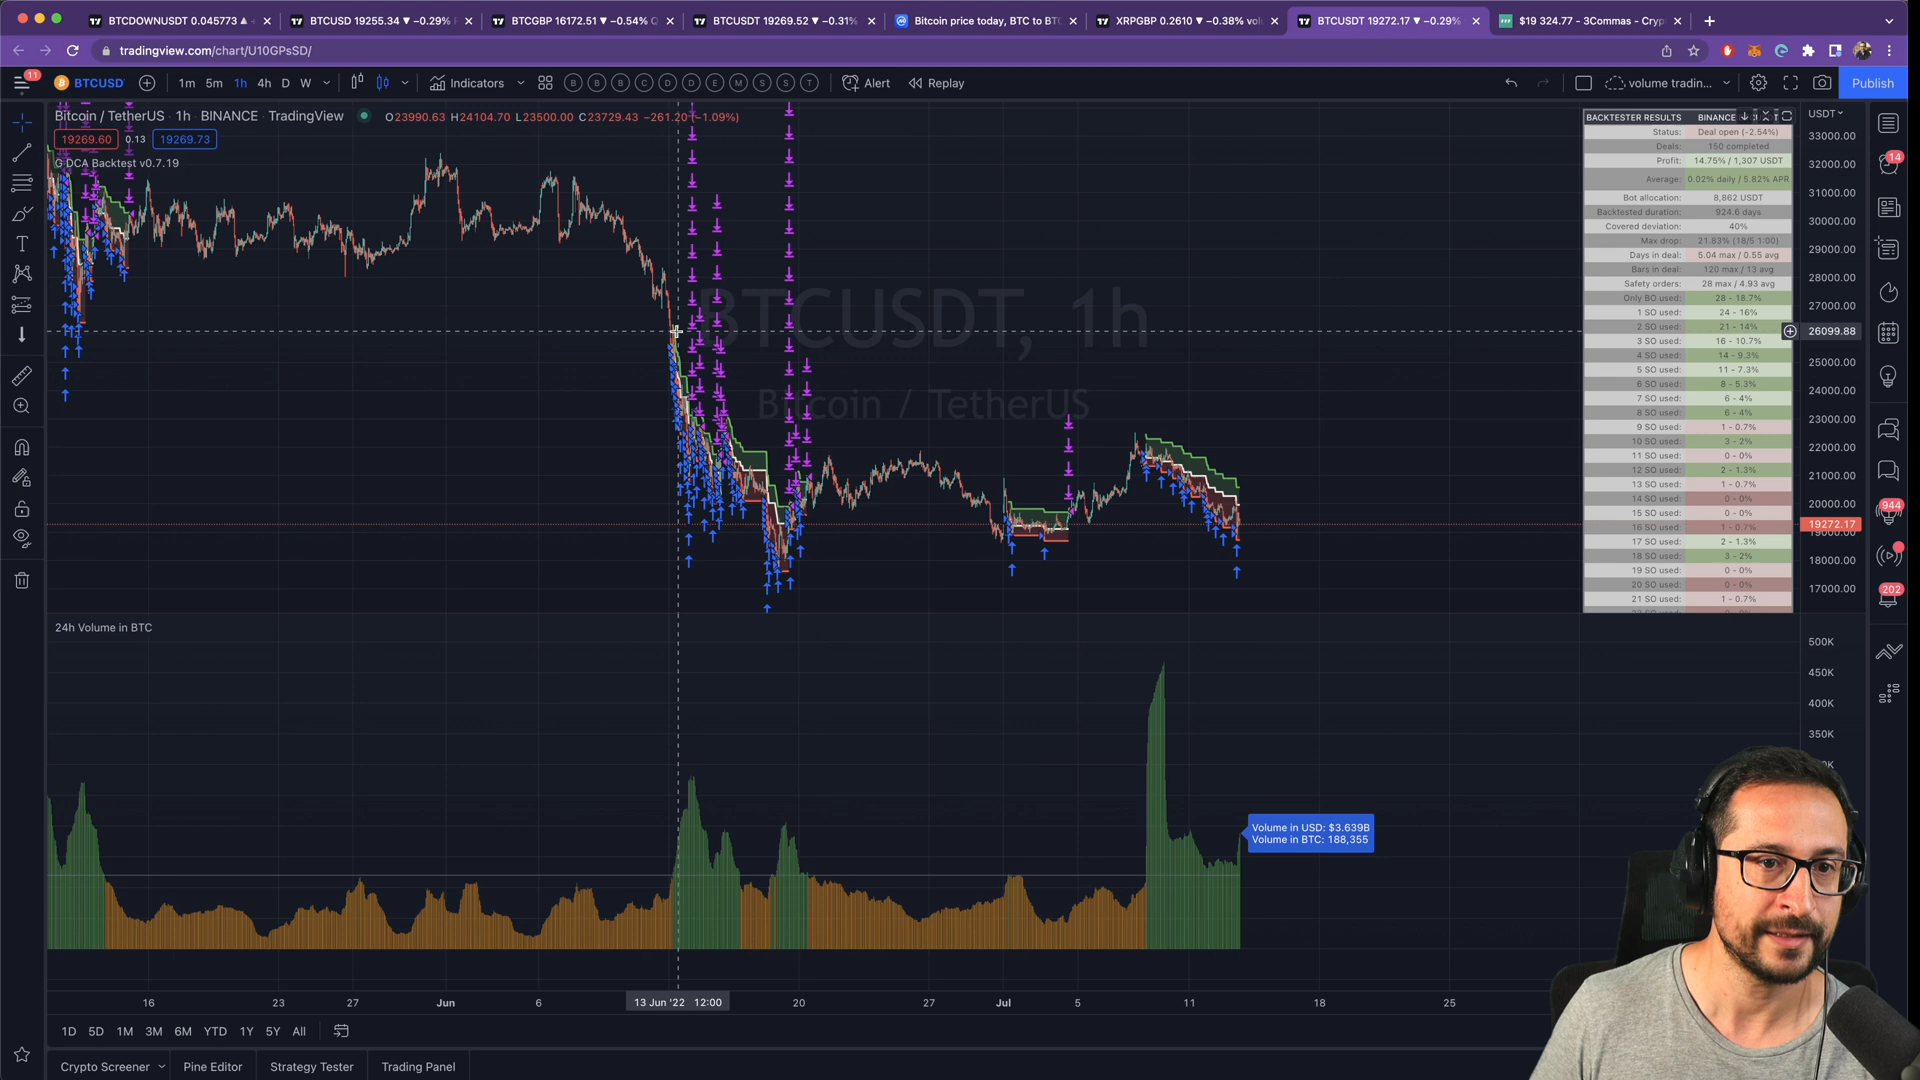 BTCDOWNUSDT 0.045773 ▲
BTCUSD 19255.34 ▼ −0.29%
BTCGBP 16172.51 ▼ −0.54%
BTCUSDT 19269.52 ▼ −0.31%
Bitcoin price today, BTC to BTC
XRPGBP 0.2610 ▼ −0.38% vol
BTCUSDT 19272.17 ▼ −0.29%
$19 324.77 - 3Commas - Cryp
tradingview.com/chart/U10GPsSD/
11
BTCUSD
1m 5m 1h 4h D W
Indicators
B B B C D D E M S S T
Alert
Replay
volume tradin...
Publish
Bitcoin / TetherUS · 1h · BINANCE · TradingView
O23990.63 H24104.70 L23500.00 C23729.43 −261.20 (−1.09%)
19269.60 0.13 19269.73
G DCA Backtest v0.7.19
BTCUSDT, 1h
Bitcoin / TetherUS
BACKTESTER RESULTS BINANCE
Status: Deal open (-2.54%)
Deals: 150 completed
Profit: 14.75% / 1,307 USDT
Average: 0.02% daily / 5.82% APR
Bot allocation: 8,862 USDT
Backtested duration: 924.6 days
Covered deviation: 40%
Max drop: 21.83% (18/5 1:00)
Days in deal: 5.04 max / 0.55 avg
Bars in deal: 120 max / 13 avg
Safety orders: 28 max / 4.93 avg
Only BO used: 28 - 18.7%
1 SO used: 24 - 16%
2 SO used: 21 - 14%
3 SO used: 16 - 10.7%
4 SO used: 14 - 9.3%
5 SO used: 11 - 7.3%
6 SO used: 8 - 5.3%
7 SO used: 6 - 4%
8 SO used: 6 - 4%
9 SO used: 1 - 0.7%
10 SO used: 3 - 2%
11 SO used: 0 - 0%
12 SO used: 2 - 1.3%
13 SO used: 1 - 0.7%
14 SO used: 0 - 0%
15 SO used: 0 - 0%
16 SO used: 1 - 0.7%
17 SO used: 2 - 1.3%
18 SO used: 3 - 2%
19 SO used: 0 - 0%
20 SO used: 0 - 0%
21 SO used: 1 - 0.7%
USDT
33000.00
32000.00
31000.00
30000.00
29000.00
28000.00
27000.00
26099.88
25000.00
24000.00
23000.00
22000.00
21000.00
20000.00
19272.17
19000.00
18000.00
17000.00
14
944
202
24h Volume in BTC
500K
450K
400K
350K
Volume in USD: $3.639B
Volume in BTC: 188,355
16 23 27 Jun 6 13 Jun '22 12:00 20 27 Jul 5 11 18 25
1D 5D 1M 3M 6M YTD 1Y 5Y All
Crypto Screener
Pine Editor
Strategy Tester
Trading Panel